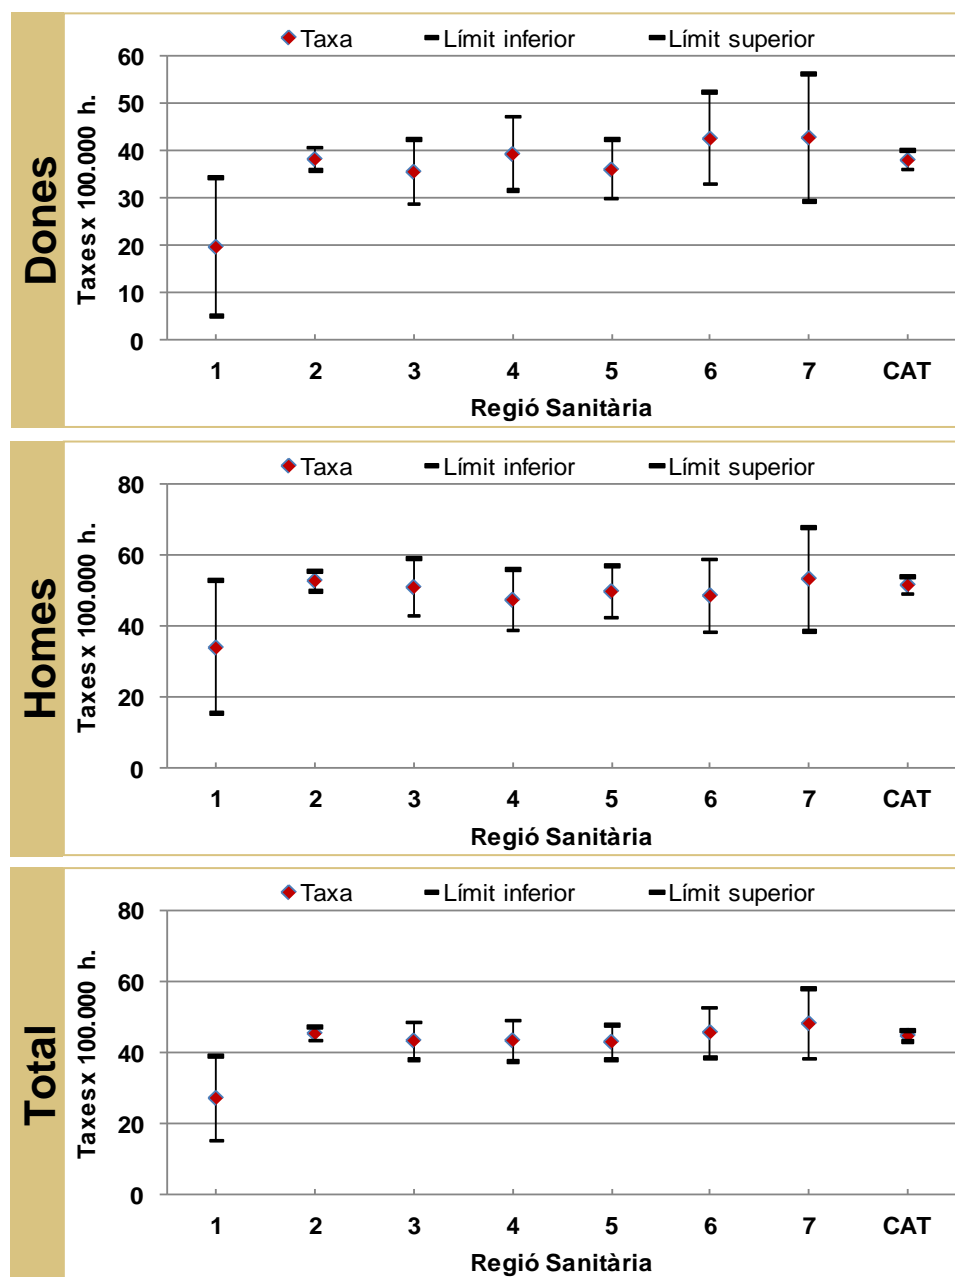 Dones
Taxa Límit inferior Límit superior
Taxes x 100.000 h.
60
50
40
30
20
10
0
1 2 3 4 5 6 7 CAT
Regió Sanitària
Homes
Taxa Límit inferior Límit superior
Taxes x 100.000 h.
80
60
40
20
0
1 2 3 4 5 6 7 CAT
Regió Sanitària
Total
Taxa Límit inferior Límit superior
Taxes x 100.000 h.
80
60
40
20
0
1 2 3 4 5 6 7 CAT
Regió Sanitària